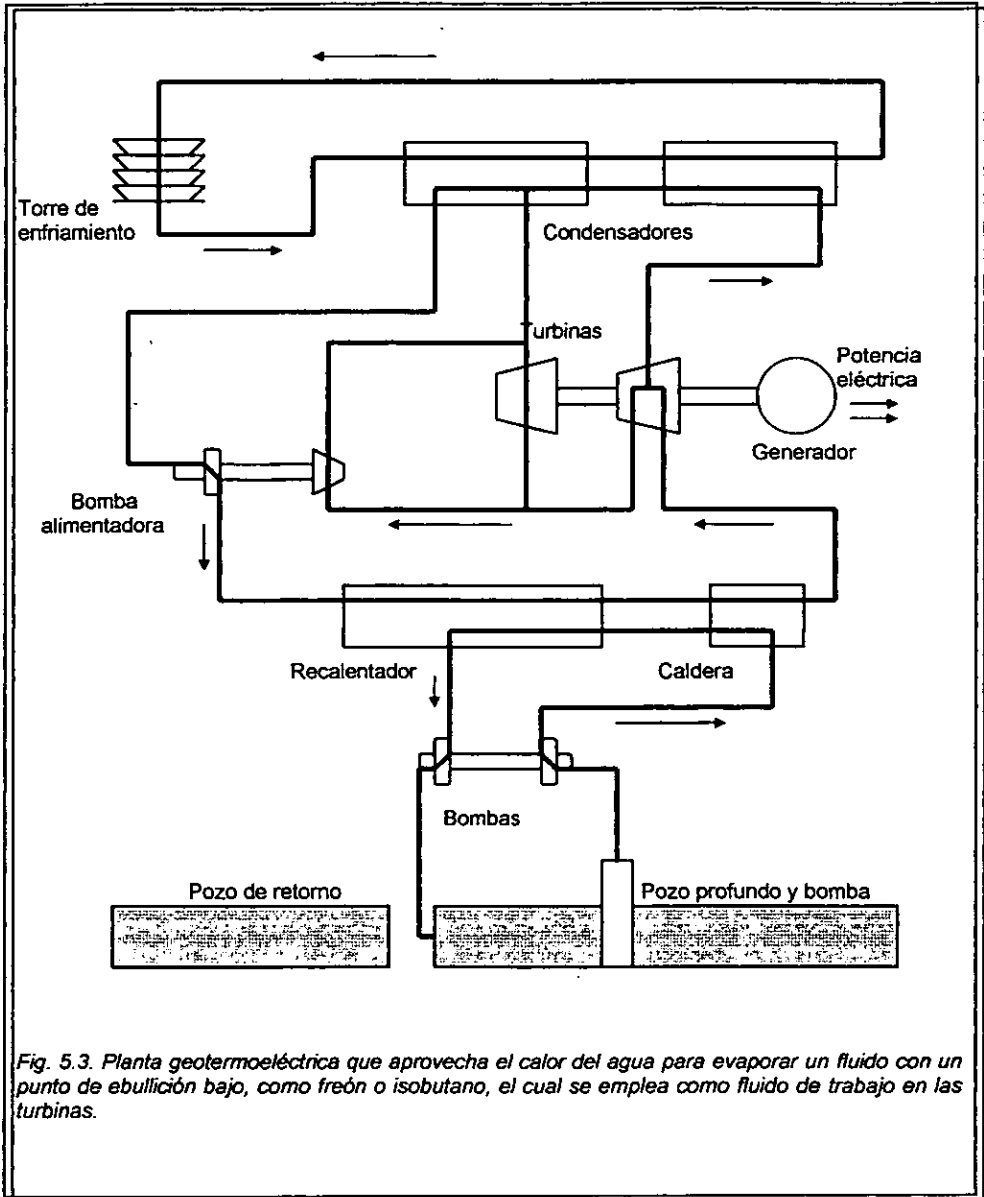 Torre de
enfriamiento
Condensadores
Turbinas
Potencia
eléctrica
Generador
Bomba
alimentadora
Recalentador
Caldera
Bombas
Pozo de retorno
Pozo profundo y bomba
Fig. 5.3. Planta geotermoeléctrica que aprovecha el calor del agua para evaporar un fluido con un
punto de ebullición bajo, como freón o isobutano, el cual se emplea como fluido de trabajo en las
turbinas.